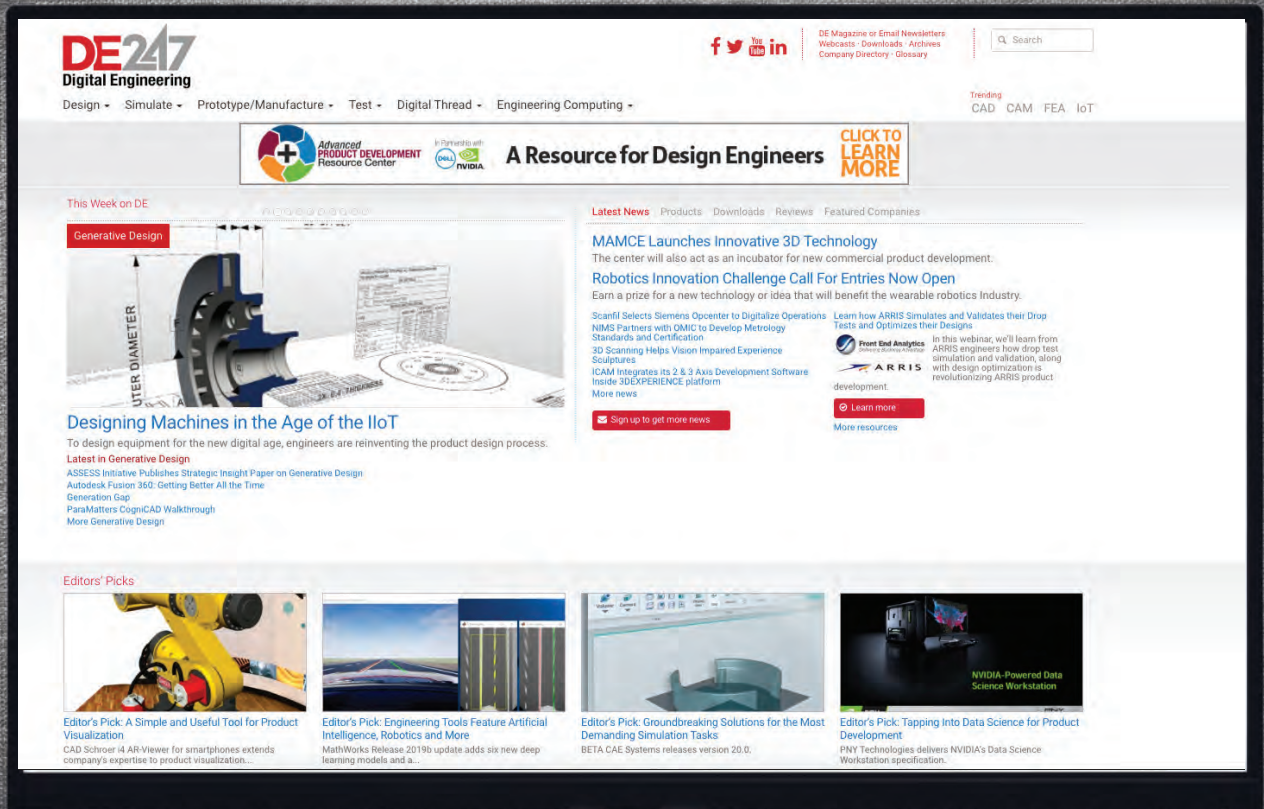 DE247
Digital Engineering
DE Magazine or Email Newsletters
Webcasts · Downloads · Archives
Company Directory · Glossary
Search
Design
Simulate
Prototype/Manufacture
Test
Digital Thread
Engineering Computing
Trending
CAD CAM FEA IoT
Advanced
PRODUCT DEVELOPMENT
Resource Center
In Partnership with
DELL
NVIDIA
A Resource for Design Engineers
CLICK TO
LEARN
MORE
This Week on DE
Generative Design
UTER DIAMETER
THICKNESS
Designing Machines in the Age of the IIoT
To design equipment for the new digital age, engineers are reinventing the product design process.
Latest in Generative Design
ASSESS Initiative Publishes Strategic Insight Paper on Generative Design
Autodesk Fusion 360: Getting Better All the Time
Generation Gap
ParaMatters CogniCAD Walkthrough
More Generative Design
Latest News Products Downloads Reviews Featured Companies
MAMCE Launches Innovative 3D Technology
The center will also act as an incubator for new commercial product development.
Robotics Innovation Challenge Call For Entries Now Open
Earn a prize for a new technology or idea that will benefit the wearable robotics Industry.
Scanfil Selects Siemens Opcenter to Digitalize Operations
NIMS Partners with QMIC to Develop Metrology
Standards and Certification
3D Scanning Helps Vision Impaired Experience
Sculptures
ICAM Integrates its 2 & 3 Axis Development Software
Inside 3DEXPERIENCE platform
More news
Sign up to get more news
Learn how ARRIS Simulates and Validates their Drop
Tests and Optimizes their Designs
Front End Analytics
ARRIS
In this webinar, we'll learn from
ARRIS engineers how drop test
simulation and validation, along
with design optimization is
revolutionizing ARRIS product
development.
Learn more
More resources
Editors' Picks
NVIDIA-Powered Data
Science Workstation
Editor's Pick: A Simple and Useful Tool for Product
Visualization
CAD Schroer i4 AR-Viewer for smartphones extends
company's expertise to product visualization...
Editor's Pick: Engineering Tools Feature Artificial
Intelligence, Robotics and More
MathWorks Release 2019b update adds six new deep
learning models and a...
Editor's Pick: Groundbreaking Solutions for the Most
Demanding Simulation Tasks
BETA CAE Systems releases version 20.0.
Editor's Pick: Tapping Into Data Science for Product
Development
PNY Technologies delivers NVIDIA's Data Science
Workstation specification.